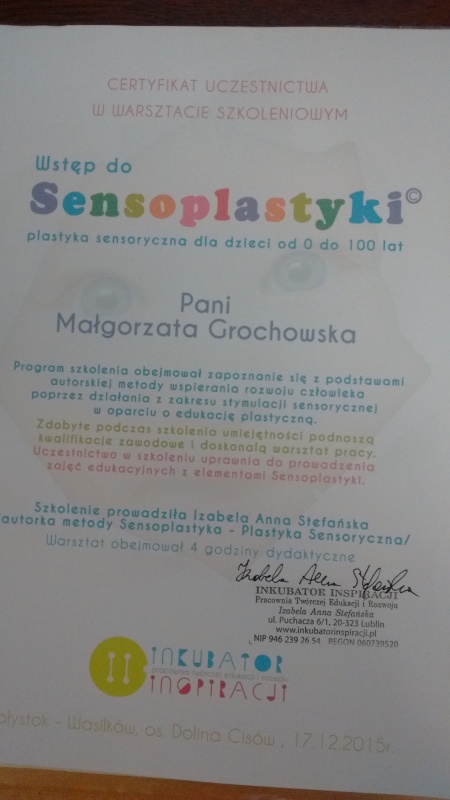 CERTYFIKAT UCZESTNICTWA
W WARSZTACIE SZKOLENIOWYM
Wstęp do
Sensoplastyki©
plastyka sensoryczna dla dzieci od 0 do 100 lat
Pani
Małgorzata Grochowska
Program szkolenia obejmował zapoznanie się z podstawami
autorskiej metody wspierania rozwoju człowieka
poprzez działania z zakresu stymulacji sensorycznej
w oparciu o edukację plastyczną.
Zdobyte podczas szkolenia umiejętności podnoszą
kwalifikacje zawodowe i doskonalą warsztat pracy.
Uczestnictwo w szkoleniu uprawnia do prowadzenia
zajęć edukacyjnych z elementami Sensoplastyki.
Szkolenie prowadziła Izabela Anna Stefańska
/autorka metody Sensoplastyka - Plastyka Sensoryczna/
Warsztat obejmował 4 godziny dydaktyczne
Izabela Anna Stefańska
INKUBATOR INSPIRACJI
Pracownia Twórczej Edukacji i Rozwoju
Izabela Anna Stefańska
ul. Puchacza 6/1, 20-323 Lublin
www.inkubatorinspiracji.pl
NIP 946 239 26 54 REGON 060739520
INKUBATOR
pracownia twórczej edukacji i rozwoju
INSPIRACJI
ałystok - Wasilków, os. Dolina Cisów , 17.12.2015r.